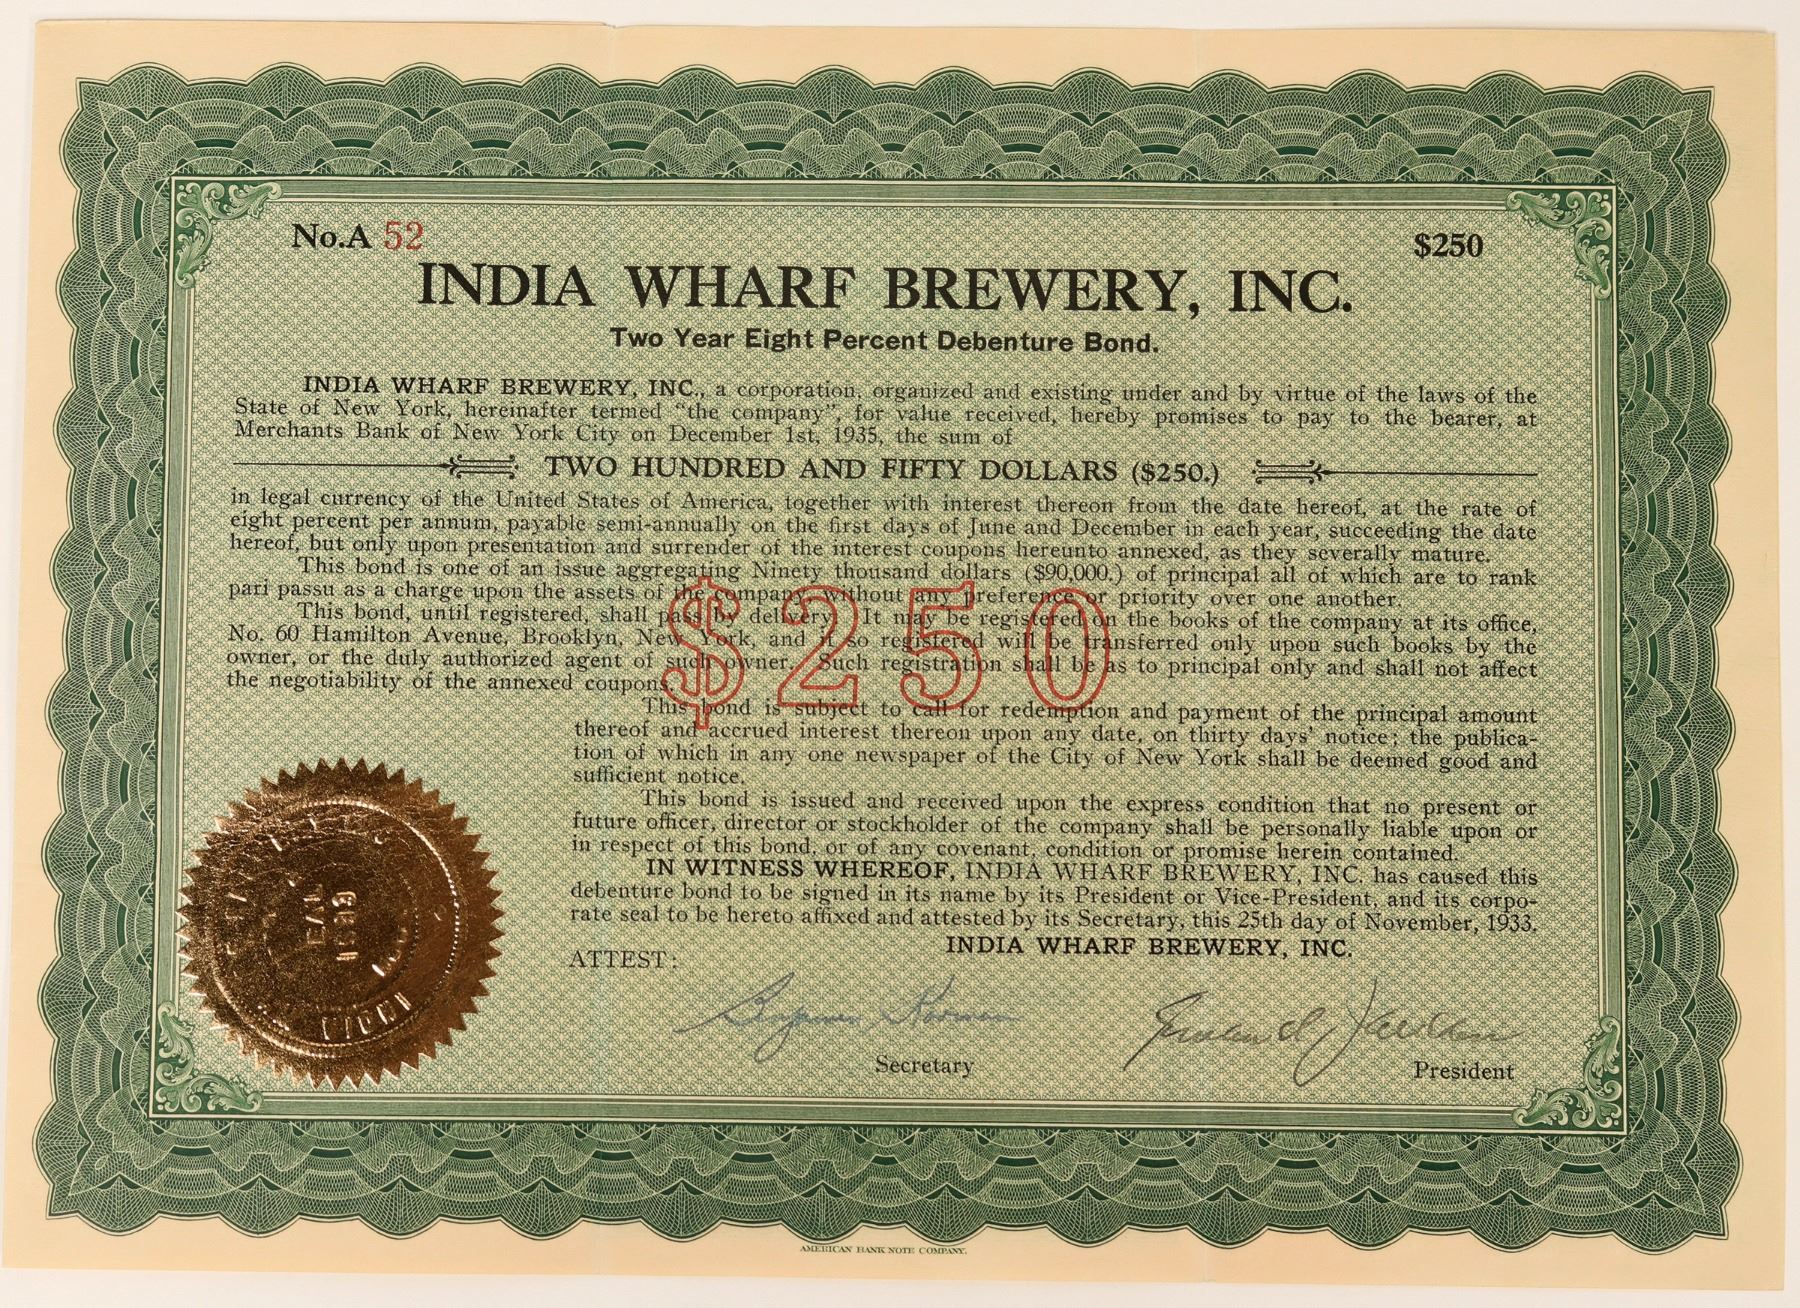 No.A 52
$250
INDIA WHARF BREWERY, INC.
Two Year Eight Percent Debenture Bond.
INDIA WHARF BREWERY, INC., a corporation, organized and existing under and by virtue of the laws of the
State of New York, hereinafter termed "the company", for value received, hereby promises to pay to the bearer, at
Merchants Bank of New York City on December 1st, 1935, the sum of
TWO HUNDRED AND FIFTY DOLLARS ($250.)
in legal currency of the United States of America, together with interest thereon from the date hereof, at the rate of
eight percent per annum, payable semi-annually on the first days of June and December in each year, succeeding the date
hereof, but only upon presentation and surrender of the interest coupons hereunto annexed, as they severally mature.
This bond is one of an issue aggregating Ninety thousand dollars ($90,000.) of principal all of which are to rank
pari passu as a charge upon the assets of the company, without any preference or priority over one another.
This bond, until registered, shall pass by delivery. It may be registered on the books of the company at its office,
No. 60 Hamilton Avenue, Brooklyn, New York, and if so registered will be transferred only upon such books by the
owner, or the duly authorized agent of such owner. Such registration shall be as to principal only and shall not affect
the negotiability of the annexed coupons.
$250
This bond is subject to call for redemption and payment of the principal amount
thereof and accrued interest thereon upon any date, on thirty days' notice; the publica-
tion of which in any one newspaper of the City of New York shall be deemed good and
sufficient notice.
This bond is issued and received upon the express condition that no present or
future officer, director or stockholder of the company shall be personally liable upon or
in respect of this bond, or of any covenant, condition or promise herein contained.
IN WITNESS WHEREOF, INDIA WHARF BREWERY, INC. has caused this
debenture bond to be signed in its name by its President or Vice-President, and its corpo-
rate seal to be hereto affixed and attested by its Secretary, this 25th day of November, 1933.
INDIA WHARF BREWERY, INC.
ATTEST:
Secretary
President
AMERICAN BANK NOTE COMPANY.